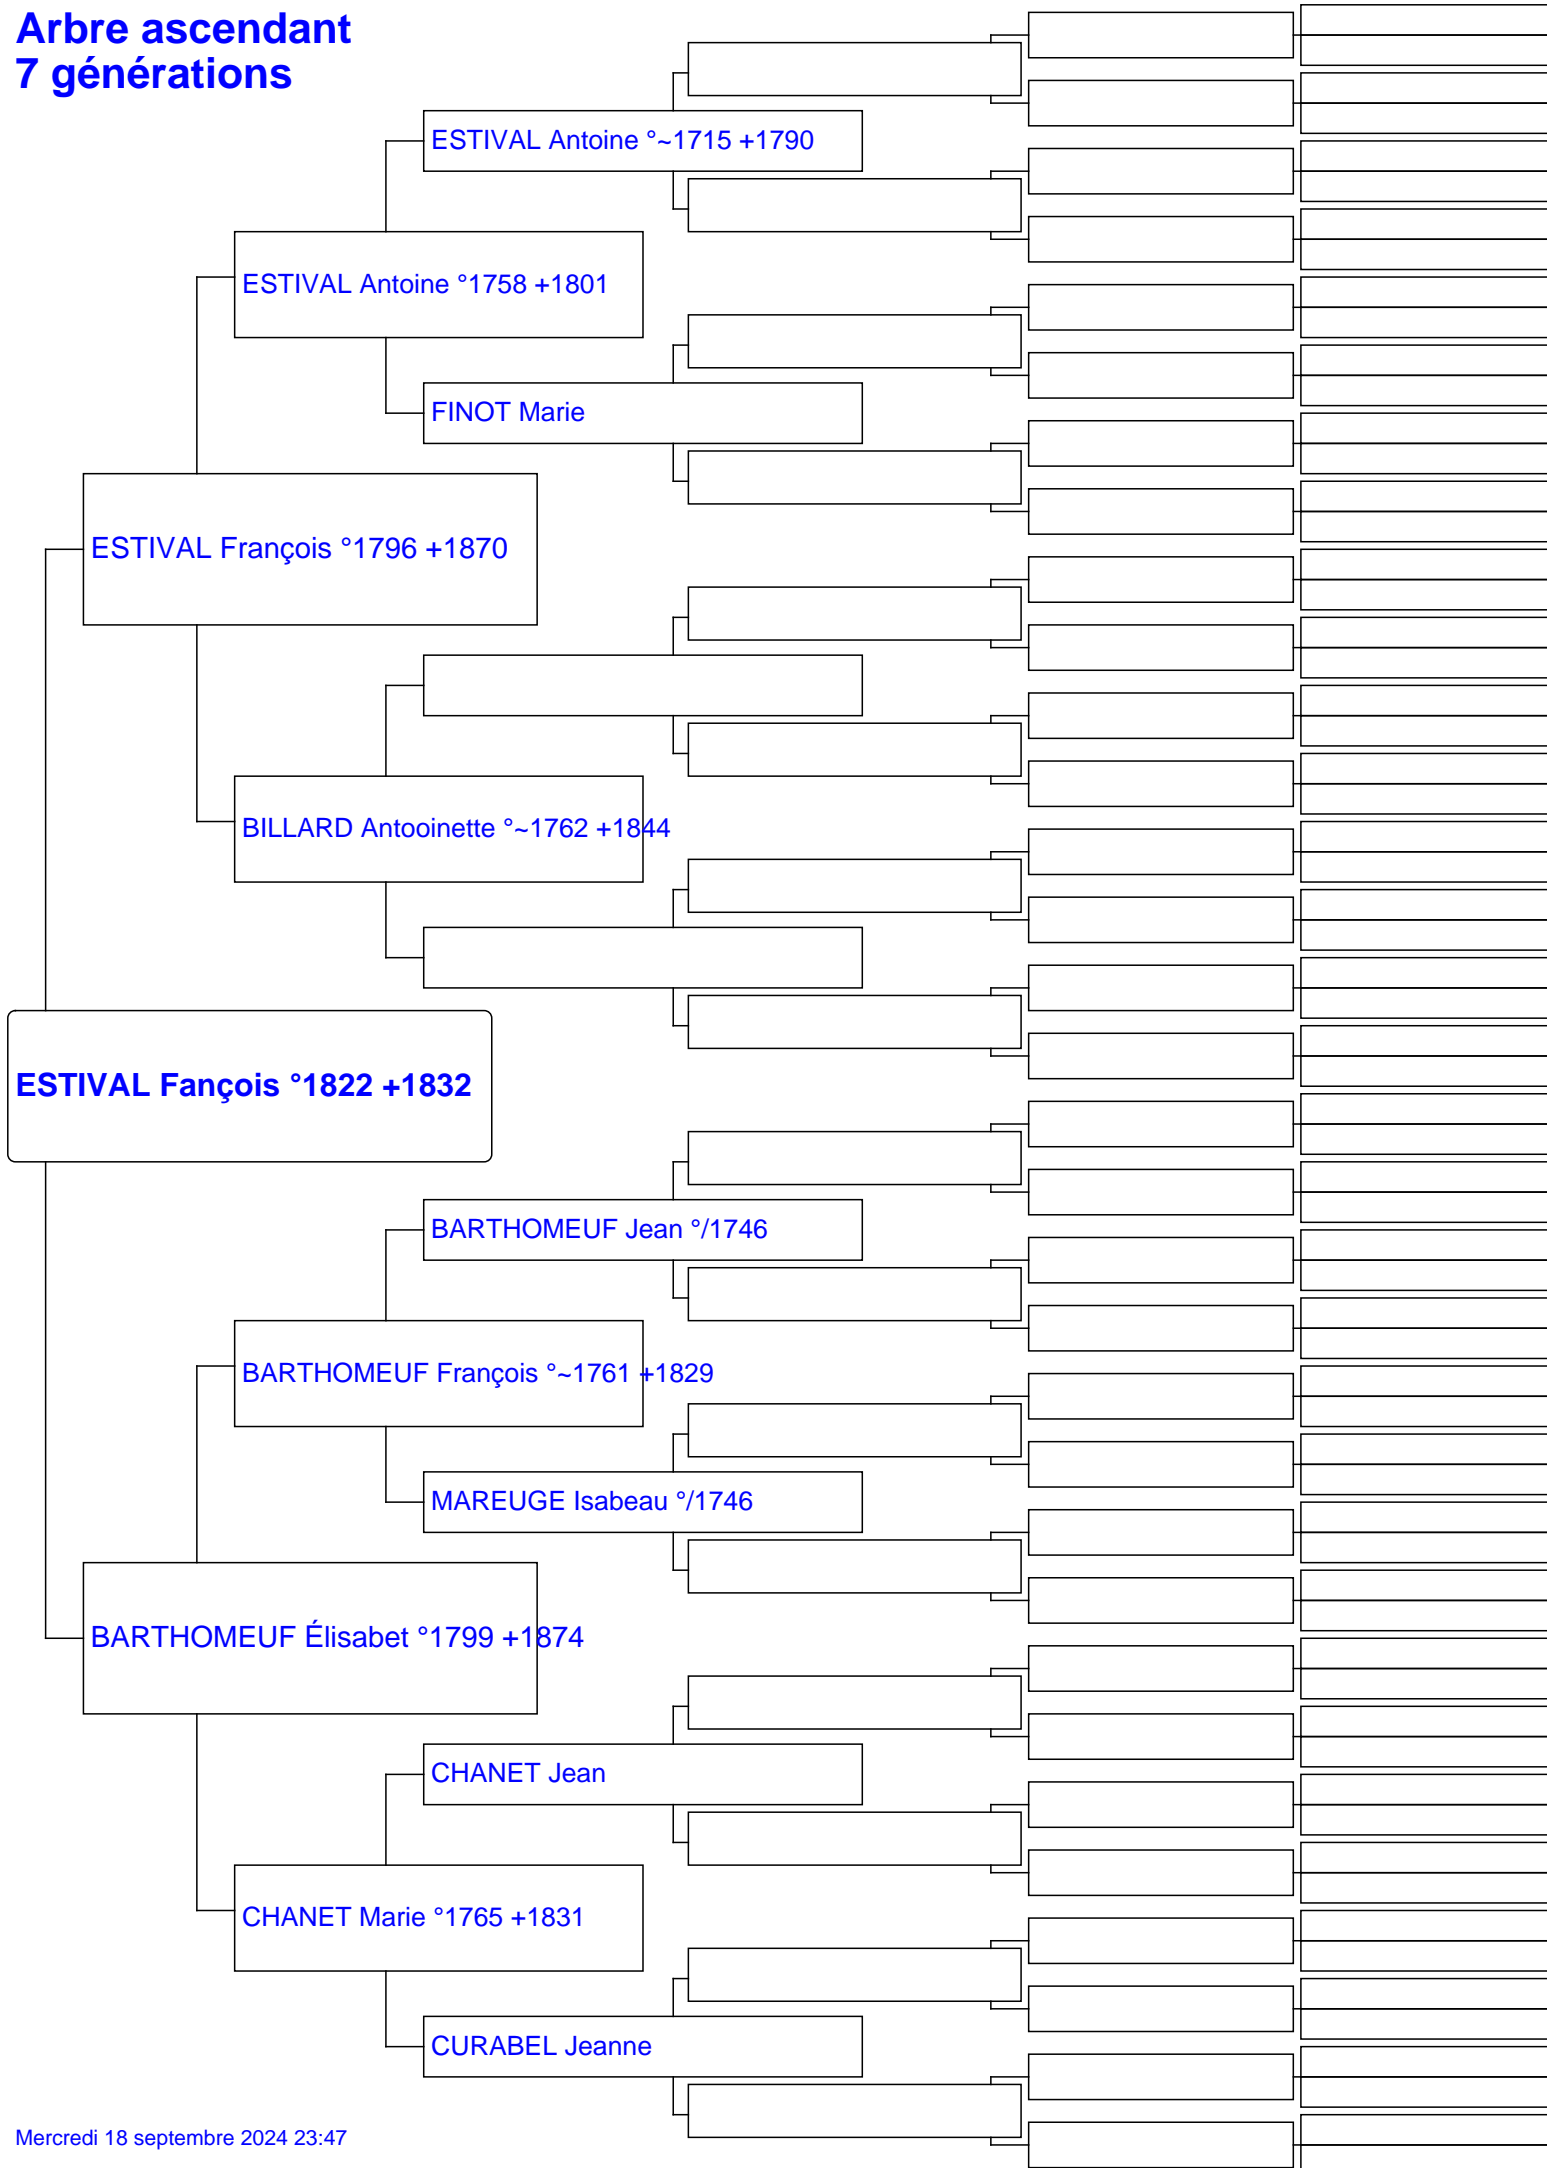 Arbre ascendant
7 générations
ESTIVAL Antoine °~1715 +1790
ESTIVAL Antoine °1758 +1801
FINOT Marie
ESTIVAL François °1796 +1870
BILLARD Antooinette °~1762 +1844
ESTIVAL Fançois °1822 +1832
BARTHOMEUF Jean °/1746
BARTHOMEUF François °~1761 +1829
MAREUGE Isabeau °/1746
BARTHOMEUF Élisabet °1799 +1874
CHANET Jean
CHANET Marie °1765 +1831
CURABEL Jeanne
Mercredi 18 septembre 2024 23:47